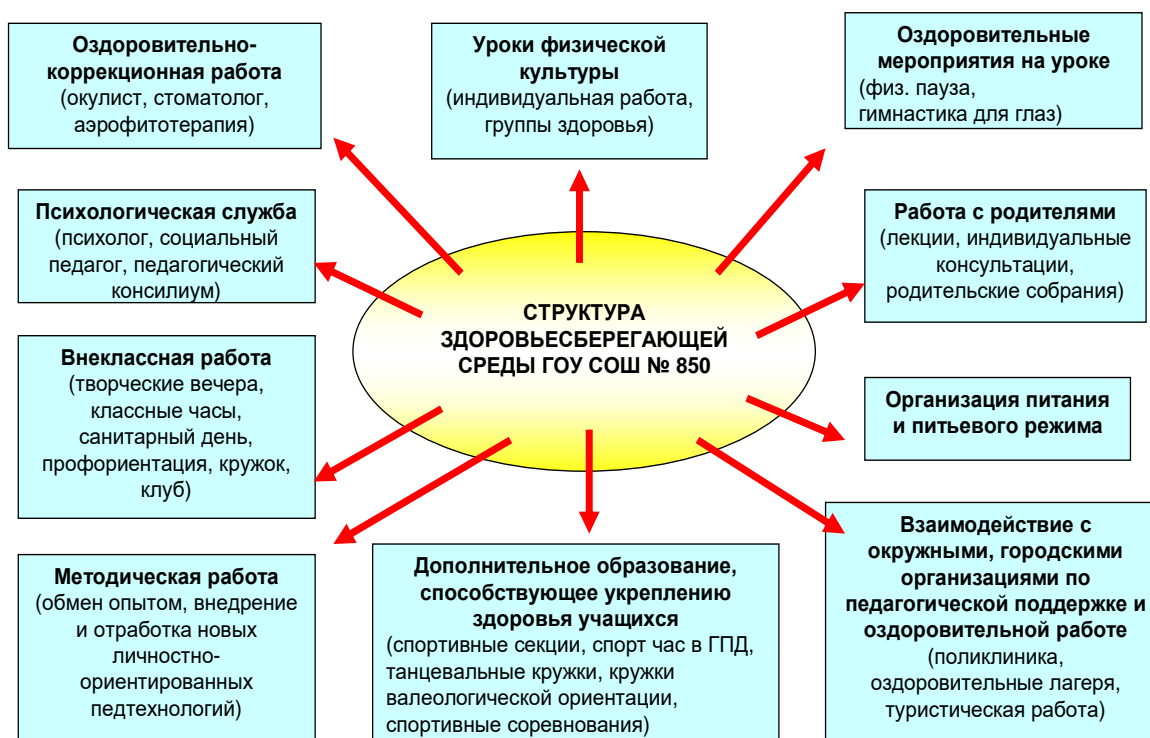 Оздоровительно-
коррекционная работа
(окулист, стоматолог,
аэрофитотерапия)
Уроки физической
культуры
(индивидуальная работа,
группы здоровья)
Оздоровительные
мероприятия на уроке
(физ. пауза,
гимнастика для глаз)
Психологическая служба
(психолог, социальный
педагог, педагогический
консилиум)
Работа с родителями
(лекции, индивидуальные
консультации,
родительские собрания)
СТРУКТУРА
ЗДОРОВЬЕСБЕРЕГАЮЩЕЙ
СРЕДЫ ГОУ СОШ № 850
Внеклассная работа
(творческие вечера,
классные часы,
санитарный день,
профориентация, кружок,
клуб)
Организация питания
и питьевого режима
Методическая работа
(обмен опытом, внедрение
и отработка новых
личностно-
ориентированных
педтехнологий)
Дополнительное образование,
способствующее укреплению
здоровья учащихся
(спортивные секции, спорт час в ГПД,
танцевальные кружки, кружки
валеологической ориентации,
спортивные соревнования)
Взаимодействие с
окружными, городскими
организациями по
педагогической поддержке и
оздоровительной работе
(поликлиника,
оздоровительные лагеря,
туристическая работа)